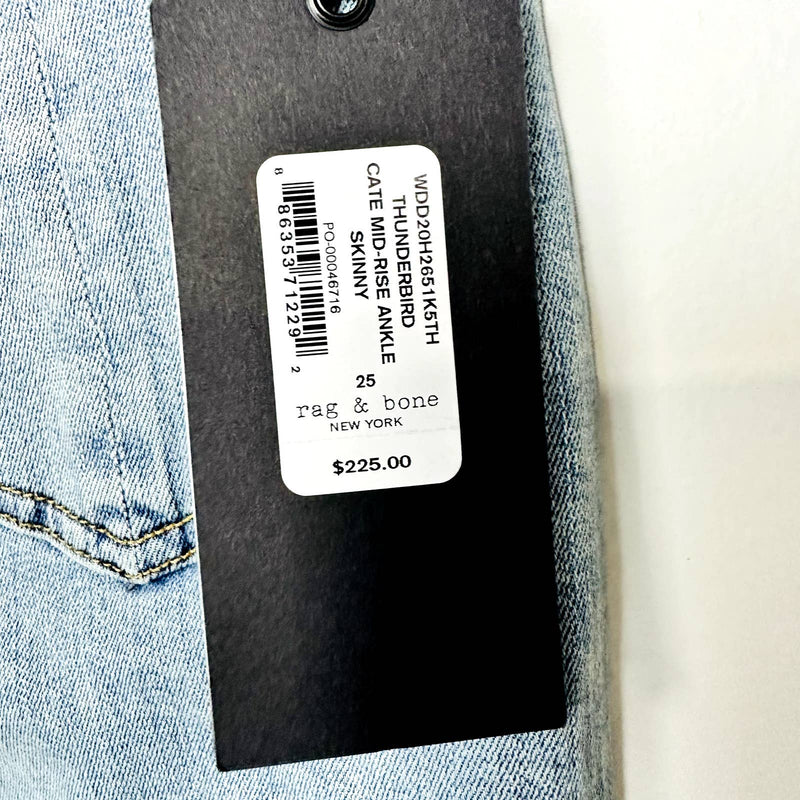 WDD20H2651K5TH
THUNDERBIRD
CATE MID-RISE ANKLE
SKINNY
PO-00046716
8 86353 71229 2
25
rag & bone
NEW YORK
$225.00